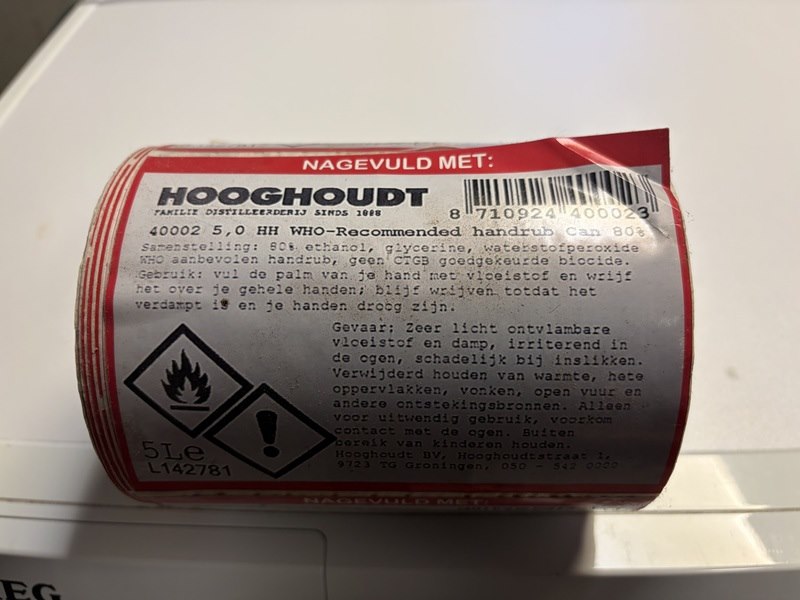 NAGEVULD MET:
HOOGHOUDT
FAMILIE DISTILLEERDERIJ SINDS 1888
8 710924 400023
40002 5,0 HH WHO-Recommended handrub Can 80%
Samenstelling: 80% ethanol, glycerine, waterstofperoxide
WHO aanbevolen handrub, geen CTGB goedgekeurde biocide.
Gebruik: vul de palm van je hand met vloeistof en wrijf
het over je gehele handen; blijf wrijven totdat het
verdampt is en je handen droog zijn.
Gevaar: Zeer licht ontvlambare
vloeistof en damp, irriterend in
de ogen, schadelijk bij inslikken.
Verwijderd houden van warmte, hete
oppervlakken, vonken, open vuur en
andere ontstekingsbronnen. Alleen
voor uitwendig gebruik, voorkom
contact met de ogen. Buiten
bereik van kinderen houden.
Hooghoudt BV, Hooghoudtstraat 1,
9723 TG Groningen, 050 - 542 0000
5Le
L142781
NAGEVULD MET:
EG